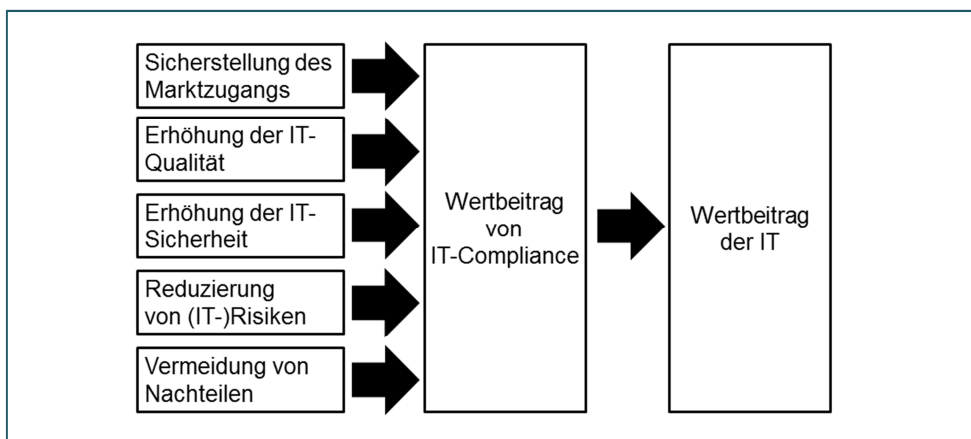 Sicherstellung des
Marktzugangs
Erhöhung der IT-
Qualität
Erhöhung der IT-
Sicherheit
Reduzierung
von (IT-)Risiken
Vermeidung von
Nachteilen
Wertbeitrag
von
IT-Compliance
Wertbeitrag
der IT